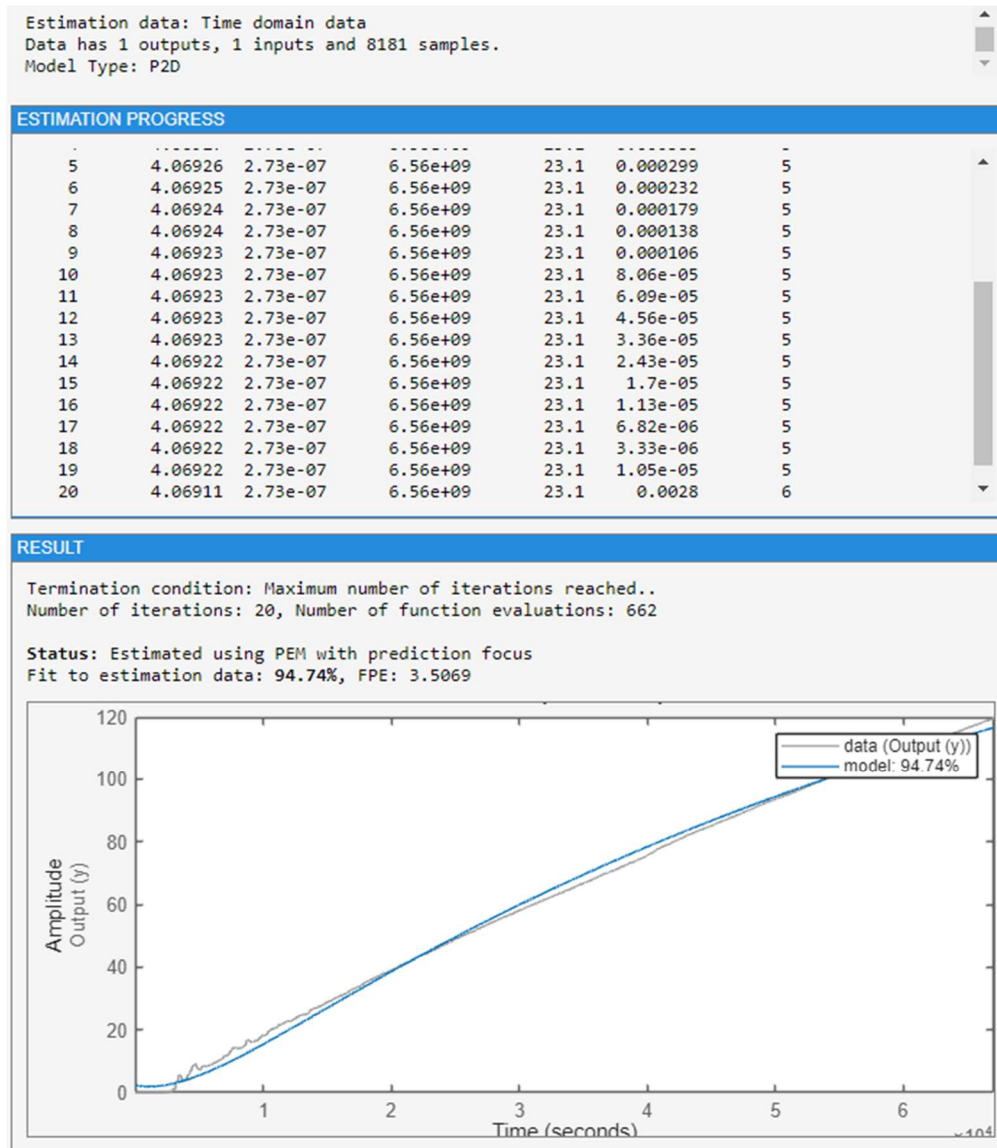 Estimation data: Time domain data
Data has 1 outputs, 1 inputs and 8181 samples.
Model Type: P2D
ESTIMATION PROGRESS
5 4.06926 2.73e-07 6.56e+09 23.1 0.000299 5
6 4.06925 2.73e-07 6.56e+09 23.1 0.000232 5
7 4.06924 2.73e-07 6.56e+09 23.1 0.000179 5
8 4.06924 2.73e-07 6.56e+09 23.1 0.000138 5
9 4.06923 2.73e-07 6.56e+09 23.1 0.000106 5
10 4.06923 2.73e-07 6.56e+09 23.1 8.06e-05 5
11 4.06923 2.73e-07 6.56e+09 23.1 6.09e-05 5
12 4.06923 2.73e-07 6.56e+09 23.1 4.56e-05 5
13 4.06923 2.73e-07 6.56e+09 23.1 3.36e-05 5
14 4.06922 2.73e-07 6.56e+09 23.1 2.43e-05 5
15 4.06922 2.73e-07 6.56e+09 23.1 1.7e-05 5
16 4.06922 2.73e-07 6.56e+09 23.1 1.13e-05 5
17 4.06922 2.73e-07 6.56e+09 23.1 6.82e-06 5
18 4.06922 2.73e-07 6.56e+09 23.1 3.33e-06 5
19 4.06922 2.73e-07 6.56e+09 23.1 1.05e-05 5
20 4.06911 2.73e-07 6.56e+09 23.1 0.0028 6
RESULT
Termination condition: Maximum number of iterations reached..
Number of iterations: 20, Number of function evaluations: 662
Status: Estimated using PEM with prediction focus
Fit to estimation data: 94.74%, FPE: 3.5069
120
100
80
60
40
20
0
Amplitude
Output (y)
data (Output (y))
model: 94.74%
1 2 3 4 5 6
Time (seconds)
×10⁴